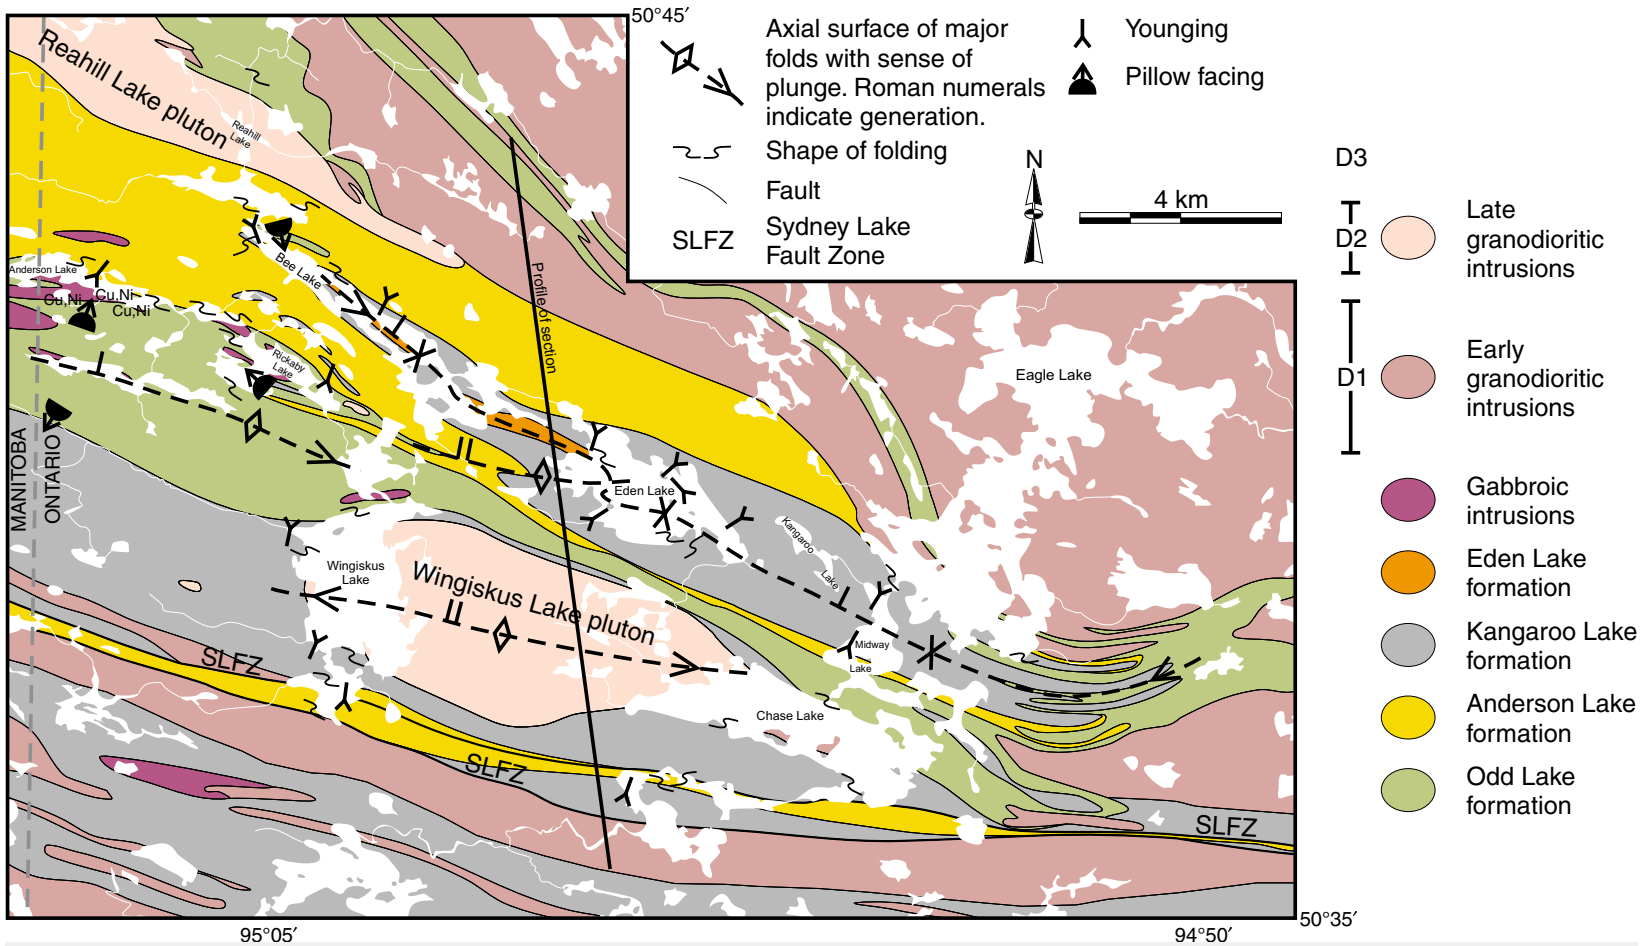 50°45′
Axial surface of major
folds with sense of
plunge. Roman numerals
indicate generation.
Shape of folding
Fault
SLFZ
Sydney Lake
Fault Zone
Younging
Pillow facing
N
4 km
D3
D2
D1
Late
granodioritic
intrusions
Early
granodioritic
intrusions
Gabbroic
intrusions
Eden Lake
formation
Kangaroo Lake
formation
Anderson Lake
formation
Odd Lake
formation
Reahill Lake pluton
Reahill
Lake
Bee Lake
Anderson Lake
Cu,Ni
Cu,Ni
Cu,Ni
Rickaby
Lake
Profile of section
Eagle Lake
MANITOBA
ONTARIO
II
Eden Lake
I
I
Kangaroo
Lake
I
Wingiskus
Lake
Wingiskus Lake pluton
II
Midway
Lake
Chase Lake
SLFZ
SLFZ
SLFZ
50°35′
95°05′
94°50′